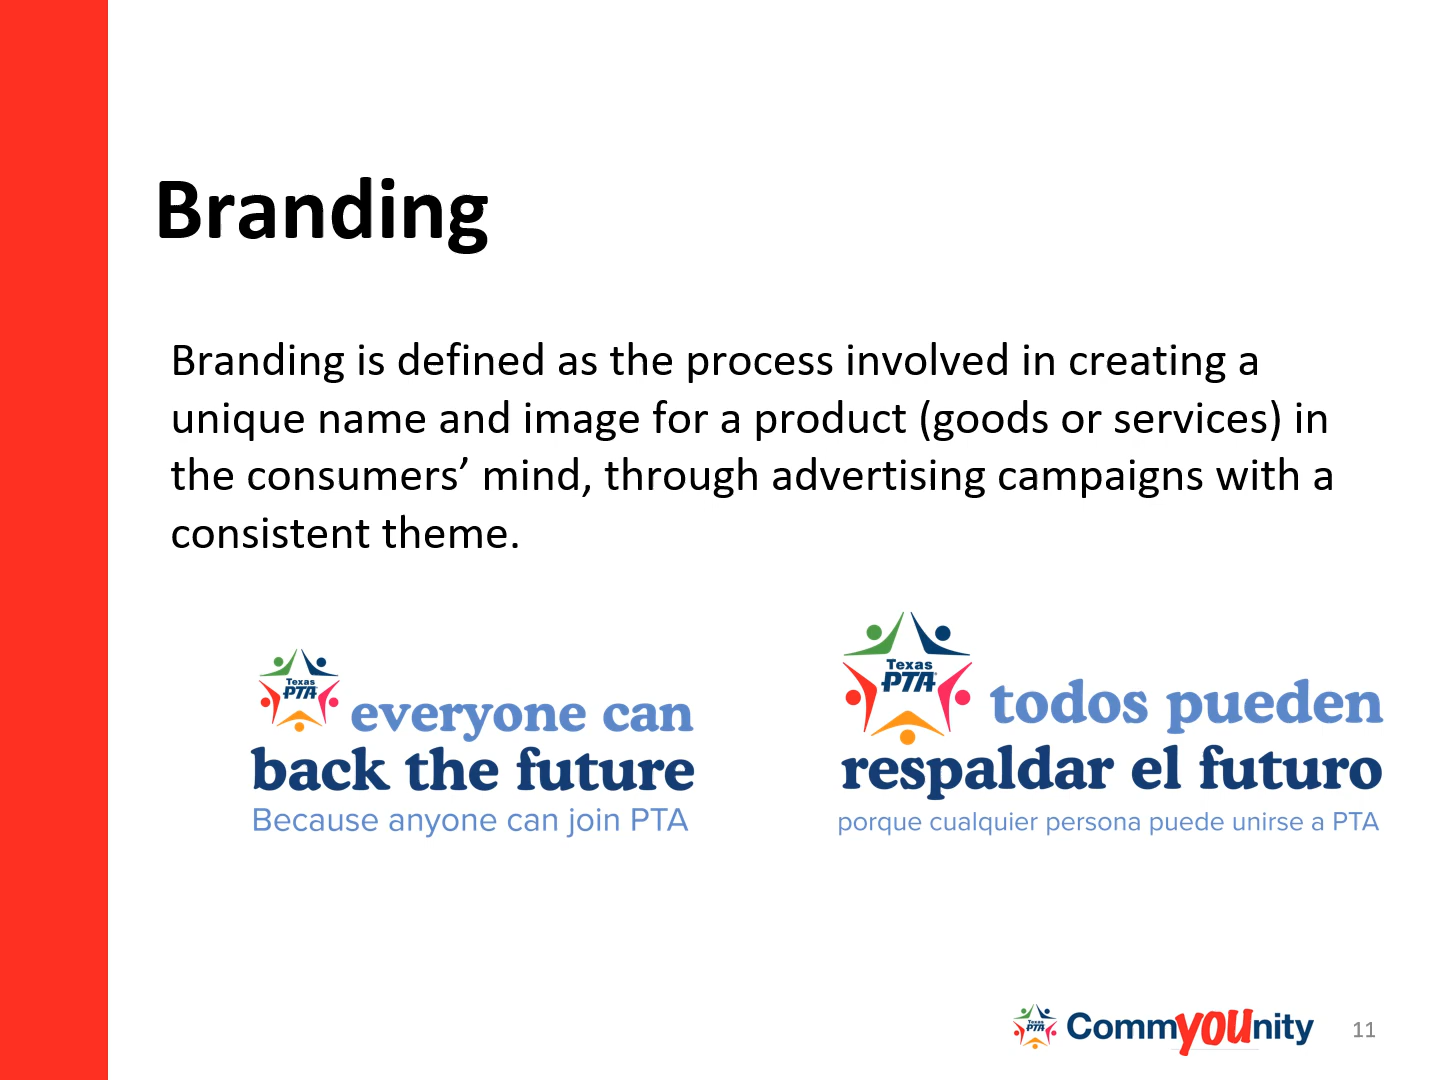 Branding
Branding is defined as the process involved in creating a
unique name and image for a product (goods or services) in
the consumers’ mind, through advertising campaigns with a
consistent theme.
Texas
PTA
everyone can
back the future
Because anyone can join PTA
Texas
PTA
todos pueden
respaldar el futuro
porque cualquier persona puede unirse a PTA
Texas
PTA
CommYOUnity
11